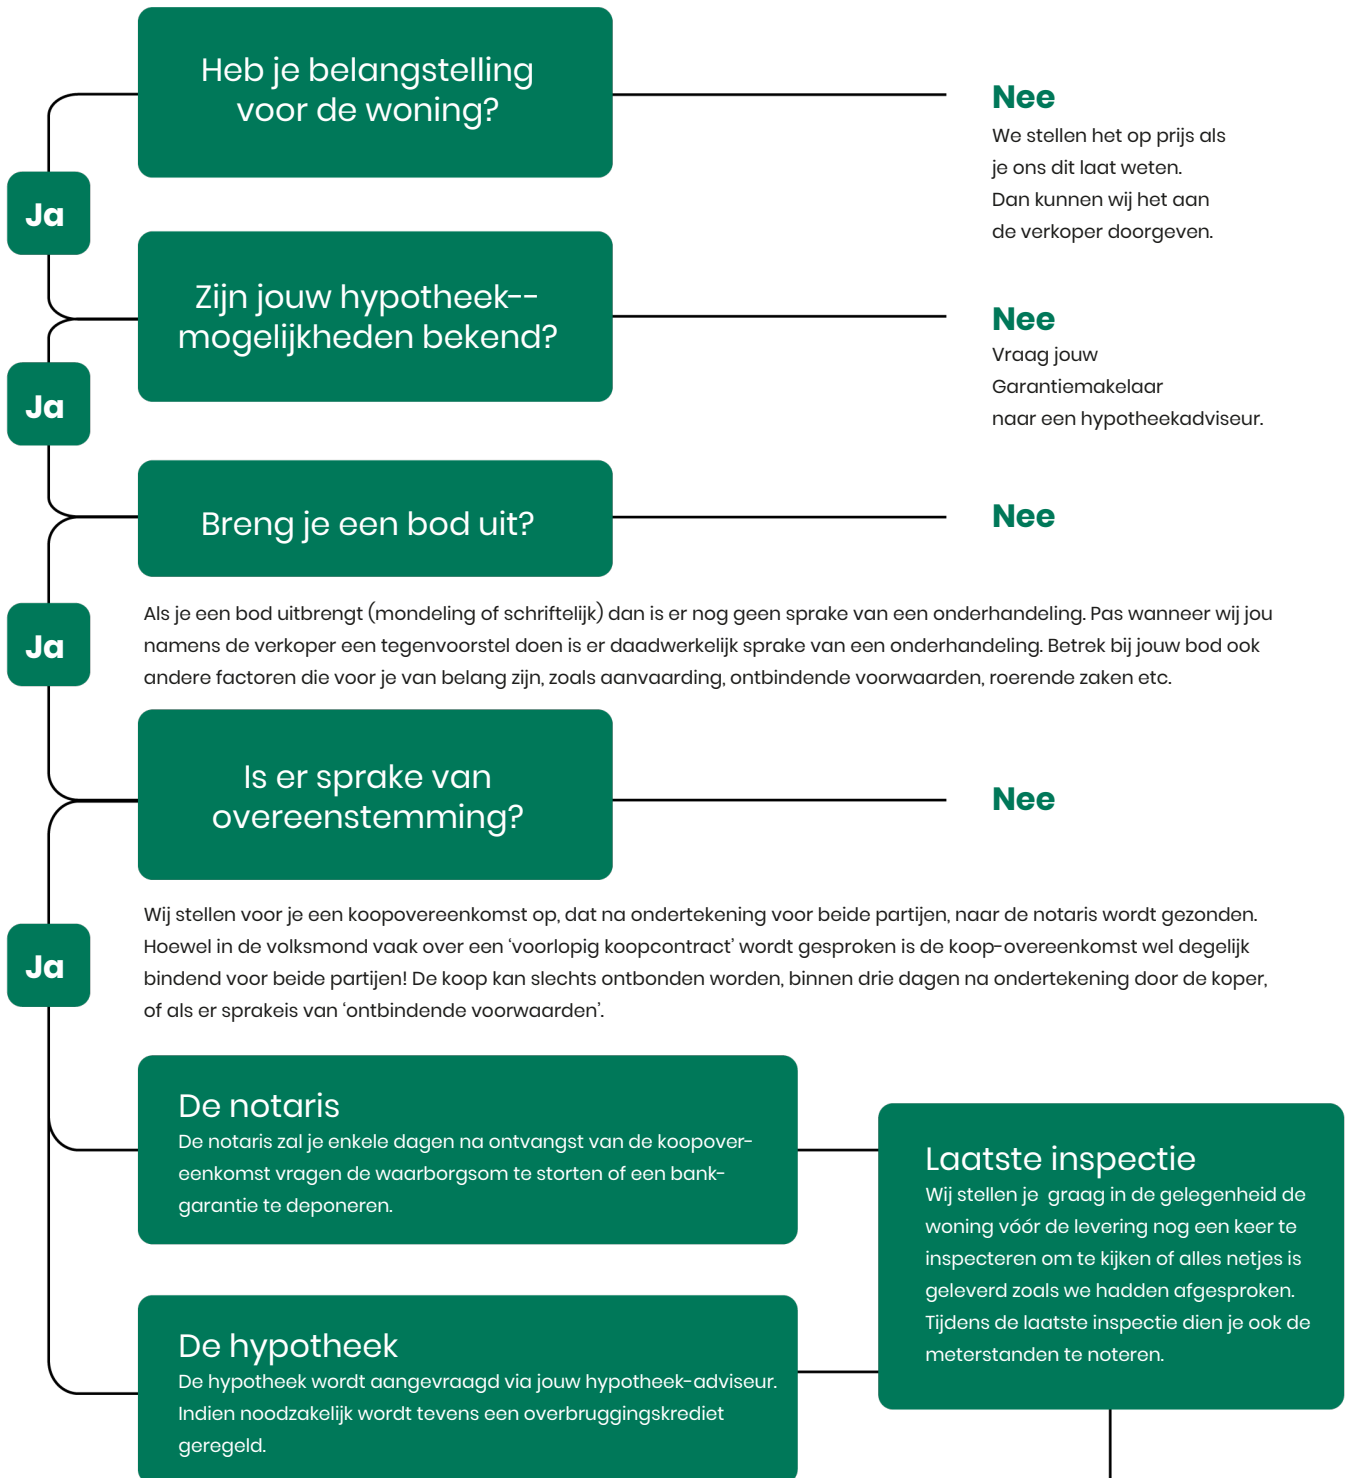 Heb je belangstelling
voor de woning?
Nee
We stellen het op prijs als
je ons dit laat weten.
Dan kunnen wij het aan
de verkoper doorgeven.
Ja
Zijn jouw hypotheek--
mogelijkheden bekend?
Nee
Vraag jouw
Garantiemakelaar
naar een hypotheekadviseur.
Ja
Breng je een bod uit?
Nee
Ja
Als je een bod uitbrengt (mondeling of schriftelijk) dan is er nog geen sprake van een onderhandeling. Pas wanneer wij jou
namens de verkoper een tegenvoorstel doen is er daadwerkelijk sprake van een onderhandeling. Betrek bij jouw bod ook
andere factoren die voor je van belang zijn, zoals aanvaarding, ontbindende voorwaarden, roerende zaken etc.
Is er sprake van
overeenstemming?
Nee
Ja
Wij stellen voor je een koopovereenkomst op, dat na ondertekening voor beide partijen, naar de notaris wordt gezonden.
Hoewel in de volksmond vaak over een ‘voorlopig koopcontract’ wordt gesproken is de koop-overeenkomst wel degelijk
bindend voor beide partijen! De koop kan slechts ontbonden worden, binnen drie dagen na ondertekening door de koper,
of als er sprakeis van ‘ontbindende voorwaarden’.
De notaris
De notaris zal je enkele dagen na ontvangst van de koopover-
eenkomst vragen de waarborgsom te storten of een bank-
garantie te deponeren.
Laatste inspectie
Wij stellen je graag in de gelegenheid de
woning vóór de levering nog een keer te
inspecteren om te kijken of alles netjes is
geleverd zoals we hadden afgesproken.
Tijdens de laatste inspectie dien je ook de
meterstanden te noteren.
De hypotheek
De hypotheek wordt aangevraagd via jouw hypotheek-adviseur.
Indien noodzakelijk wordt tevens een overbruggingskrediet
geregeld.